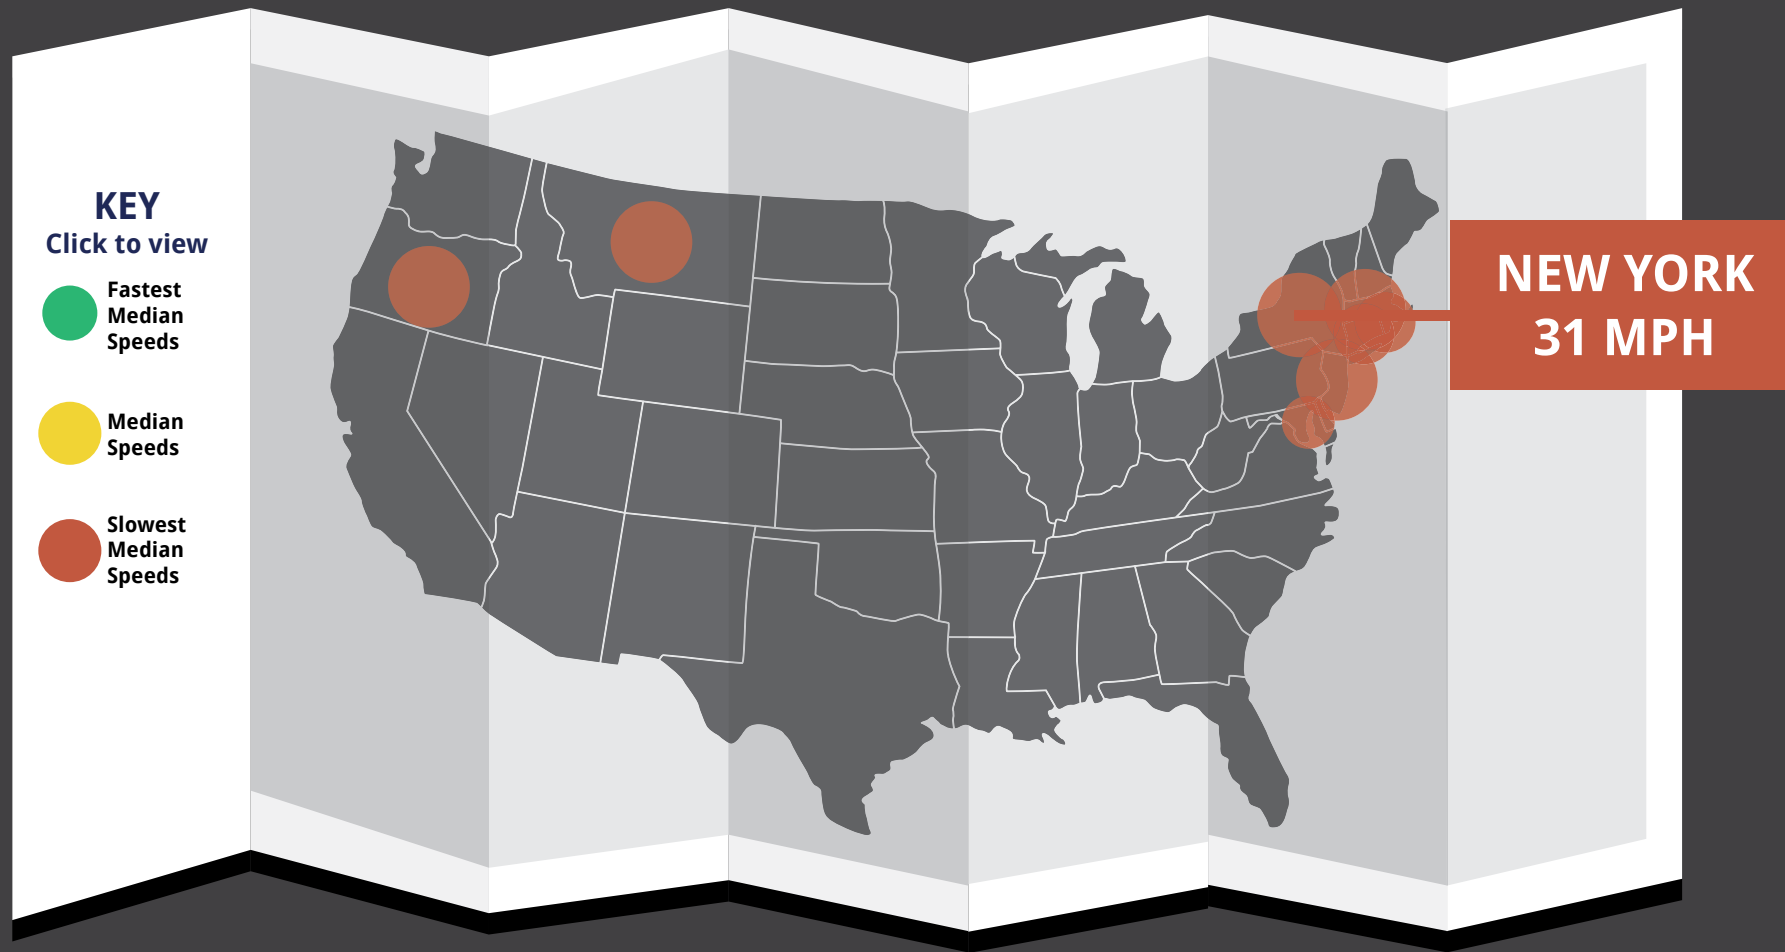 KEY
Click to view
Fastest
Median
Speeds
Median
Speeds
Slowest
Median
Speeds
NEW YORK
31 MPH